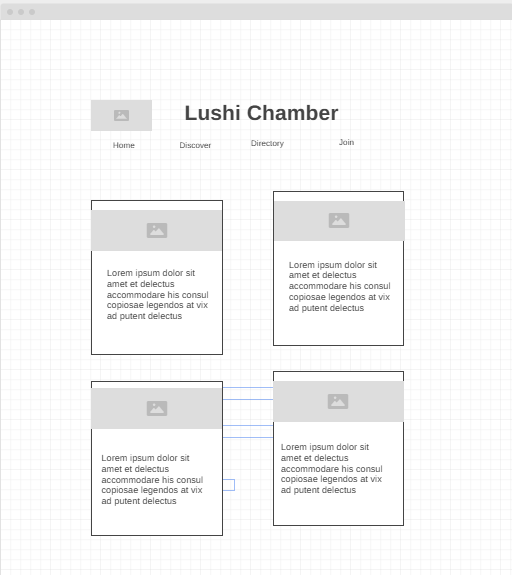 Lushi Chamber
Home
Discover
Directory
Join
Lorem ipsum dolor sit
amet et delectus
accommodare his consul
copiosae legendos at vix
ad putent delectus
Lorem ipsum dolor sit
amet et delectus
accommodare his consul
copiosae legendos at vix
ad putent delectus
Lorem ipsum dolor sit
amet et delectus
accommodare his consul
copiosae legendos at vix
ad putent delectus
Lorem ipsum dolor sit
amet et delectus
accommodare his consul
copiosae legendos at vix
ad putent delectus